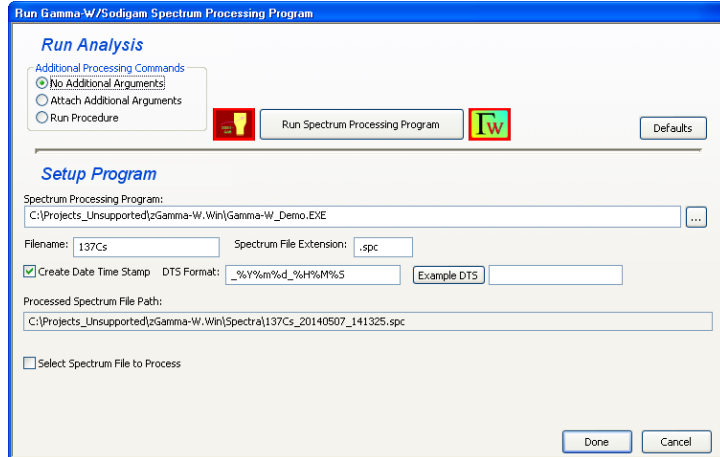 Run Gamma-W/Sodigam Spectrum Processing Program
Run Analysis
Additional Processing Commands
No Additional Arguments
Attach Additional Arguments
Run Procedure
Run Spectrum Processing Program
Γw
Defaults
Setup Program
Spectrum Processing Program:
C:\Projects_Unsupported\zGamma-W.Win\Gamma-W_Demo.EXE
...
Filename: 137Cs Spectrum File Extension: .spc
Create Date Time Stamp DTS Format: _%Y%m%d_%H%M%S Example DTS
Processed Spectrum File Path:
C:\Projects_Unsupported\zGamma-W.Win\Spectra\137Cs_20140507_141325.spc
Select Spectrum File to Process
Done Cancel